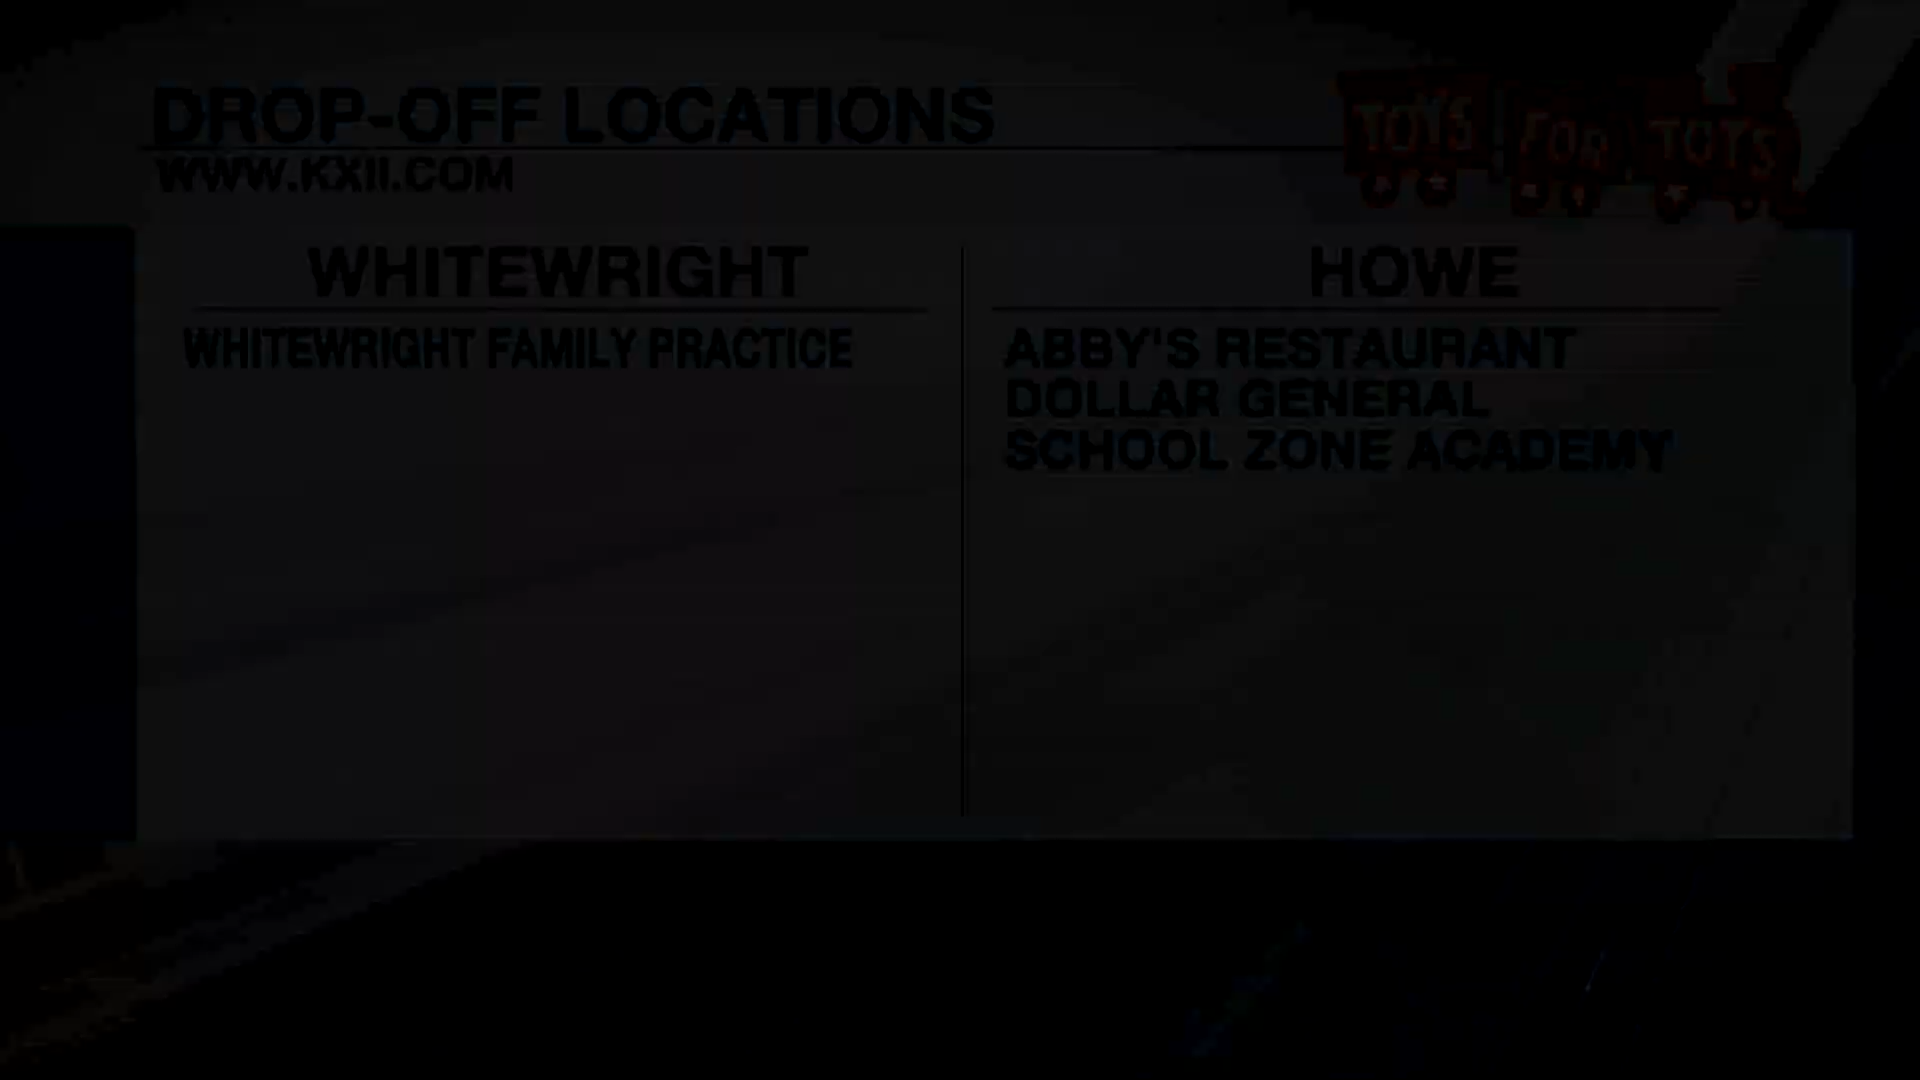 DROP-OFF LOCATIONS
WWW.KXII.COM
TOYS FOR TOYS
WHITEWRIGHT
WHITEWRIGHT FAMILY PRACTICE
HOWE
ABBY'S RESTAURANT
DOLLAR GENERAL
SCHOOL ZONE ACADEMY